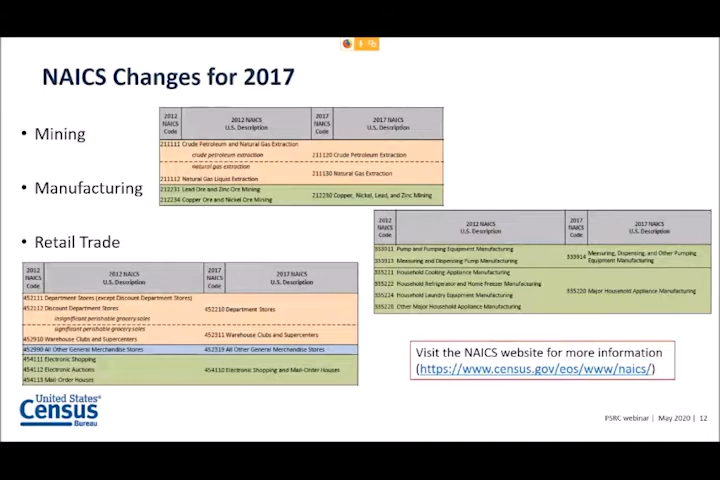 NAICS Changes for 2017
• Mining
• Manufacturing
• Retail Trade
2012 NAICS Code
2012 NAICS U.S. Description
2017 NAICS Code
2017 NAICS U.S. Description
211111 Crude Petroleum and Natural Gas Extraction
crude petroleum extraction
211120 Crude Petroleum Extraction
natural gas extraction
211130 Natural Gas Extraction
211112 Natural Gas Liquid Extraction
212231 Lead Ore and Zinc Ore Mining
212230 Copper, Nickel, Lead, and Zinc Mining
212234 Copper Ore and Nickel Ore Mining
2012 NAICS Code
2012 NAICS U.S. Description
2017 NAICS Code
2017 NAICS U.S. Description
333911 Pump and Pumping Equipment Manufacturing
333914 Measuring, Dispensing, and Other Pumping Equipment Manufacturing
333913 Measuring and Dispensing Pump Manufacturing
335221 Household Cooking Appliance Manufacturing
335222 Household Refrigerator and Home Freezer Manufacturing
335220 Major Household Appliance Manufacturing
335224 Household Laundry Equipment Manufacturing
335228 Other Major Household Appliance Manufacturing
2012 NAICS Code
2012 NAICS U.S. Description
2017 NAICS Code
2017 NAICS U.S. Description
452111 Department Stores (except Discount Department Stores)
452112 Discount Department Stores
452210 Department Stores
insignificant perishable grocery sales
significant perishable grocery sales
452311 Warehouse Clubs and Supercenters
452910 Warehouse Clubs and Supercenters
452990 All Other General Merchandise Stores
452319 All Other General Merchandise Stores
454111 Electronic Shopping
454112 Electronic Auctions
454110 Electronic Shopping and Mail-Order Houses
454113 Mail-Order Houses
Visit the NAICS website for more information
(https://www.census.gov/eos/www/naics/)
United States®
Census
Bureau
PSRC webinar | May 2020 | 12